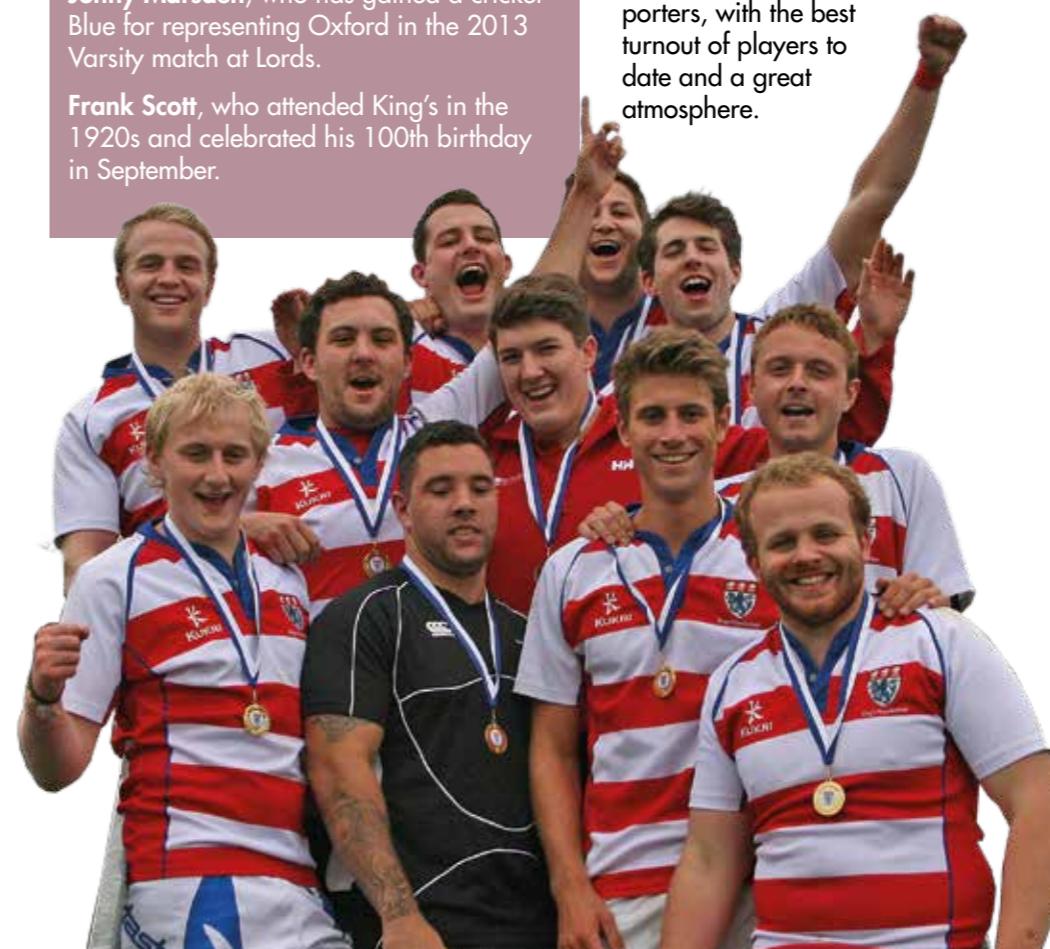 Blue for representing Oxford in the 2013
Varsity match at Lords.
Frank Scott, who attended King's in the
1920s and celebrated his 100th birthday
in September.
porters, with the best
turnout of players to
date and a great
atmosphere.
HH
KUKRI
KUKRI
KUKRI
KUKRI